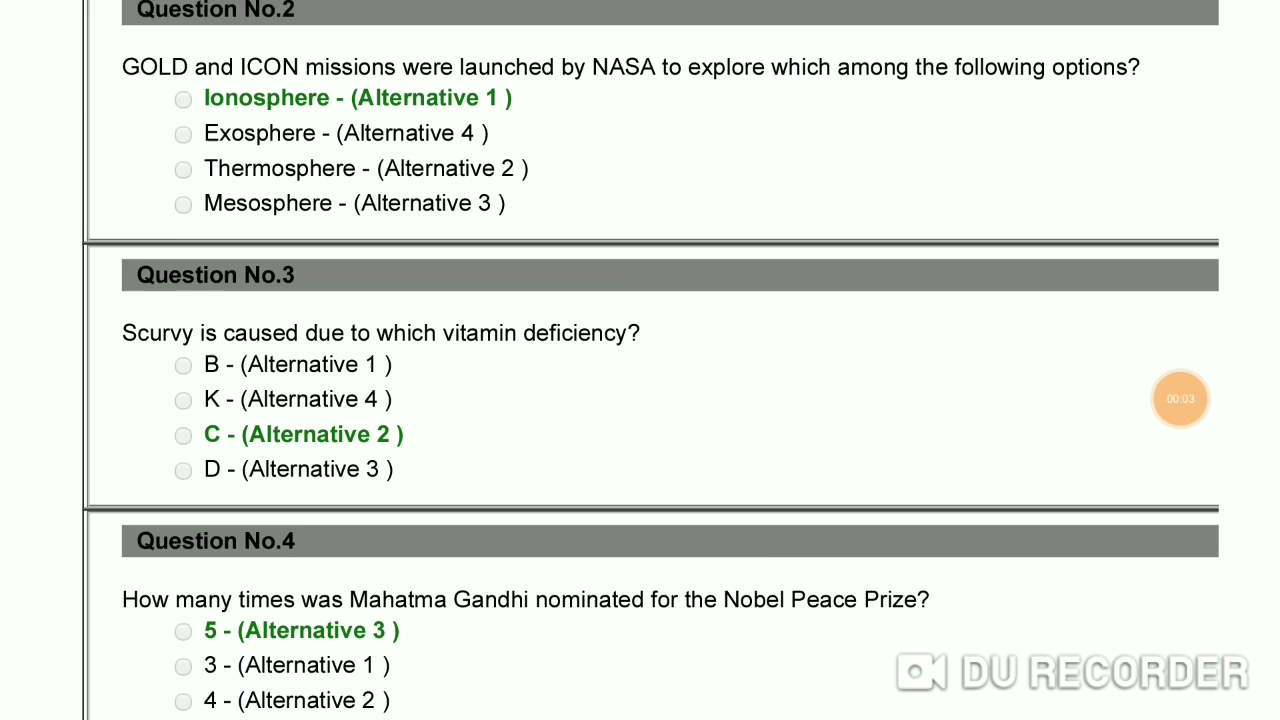 Question No.2
GOLD and ICON missions were launched by NASA to explore which among the following options?
Ionosphere - (Alternative 1 )
Exosphere - (Alternative 4 )
Thermosphere - (Alternative 2 )
Mesosphere - (Alternative 3 )
Question No.3
Scurvy is caused due to which vitamin deficiency?
B - (Alternative 1 )
K - (Alternative 4 )
00:03
C - (Alternative 2 )
D - (Alternative 3 )
Question No.4
How many times was Mahatma Gandhi nominated for the Nobel Peace Prize?
5 - (Alternative 3 )
3 - (Alternative 1 )
DU RECORDER
4 - (Alternative 2 )